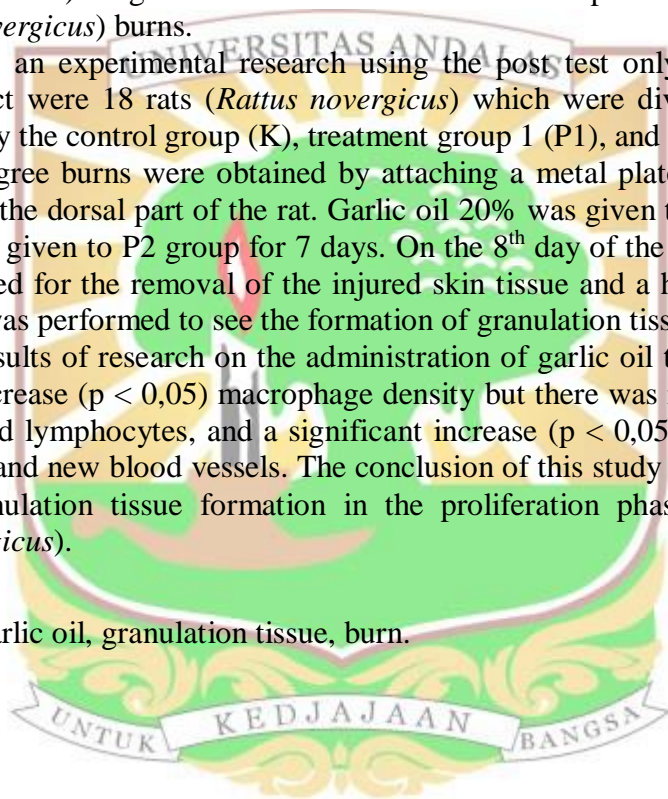 vergicus) burns.
UNIVERSITAS ANDALAS
an experimental research using the post test only
ct were 18 rats (Rattus novergicus) which were div
y the control group (K), treatment group 1 (P1), and
gree burns were obtained by attaching a metal plate
the dorsal part of the rat. Garlic oil 20% was given t
given to P2 group for 7 days. On the 8th day of the
ed for the removal of the injured skin tissue and a h
was performed to see the formation of granulation tiss
sults of research on the administration of garlic oil t
crease (p < 0,05) macrophage density but there was
d lymphocytes, and a significant increase (p < 0,05
and new blood vessels. The conclusion of this study
nulation tissue formation in the proliferation phas
gicus).
rlic oil, granulation tissue, burn.
UNTUK KEDJAJAAN BANGSA